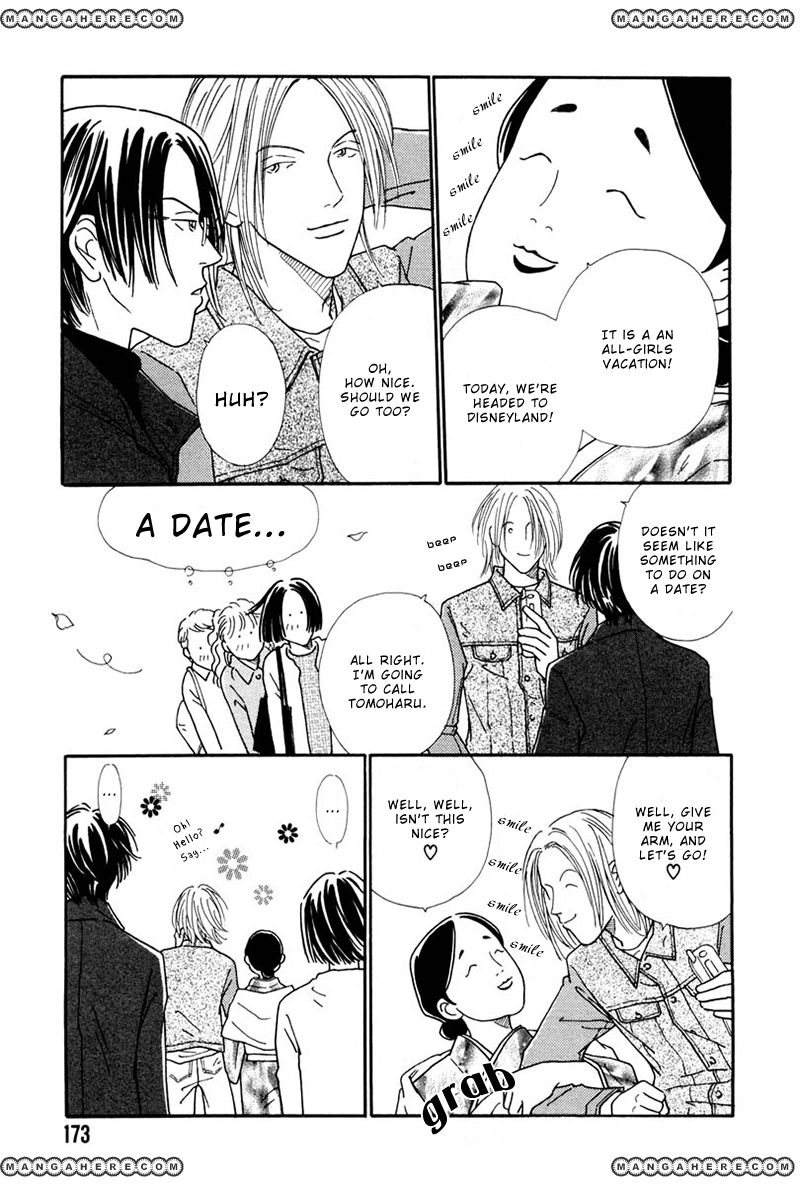 MANGAHERE.COM
MANGAHERE.COM
smile
smile
smile
smile
IT IS A AN
ALL-GIRLS
VACATION!
TODAY, WE'RE
HEADED TO
DISNEYLAND!
OH,
HOW NICE.
SHOULD WE
GO TOO?
HUH?
DOESN'T IT
SEEM LIKE
SOMETHING
TO DO ON
A DATE?
beep
beep
A DATE...
ALL RIGHT.
I'M GOING
TO CALL
TOMOHARU.
WELL, GIVE
ME YOUR
ARM, AND
LET'S GO!
♡
WELL, WELL,
ISN'T THIS
NICE?
♡
smile
smile
smile
smile
grab
...
Oh!
Hello?
Say...
♪
...
173
MANGAHERE.COM
MANGAHERE.COM